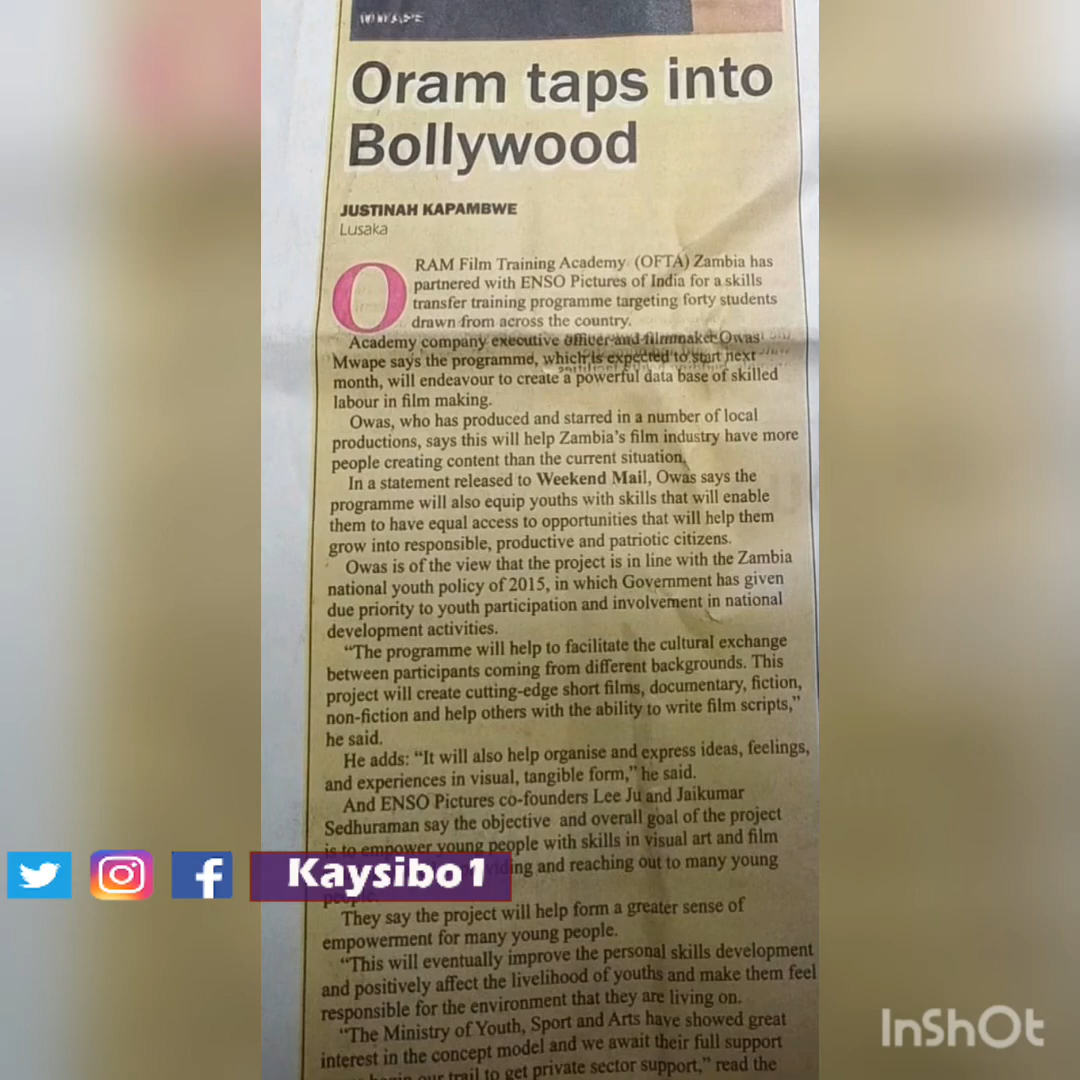 MWAPE
Oram taps into
Bollywood
JUSTINAH KAPAMBWE
Lusaka
ORAM Film Training Academy (OFTA) Zambia has
partnered with ENSO Pictures of India for a skills
transfer training programme targeting forty students
drawn from across the country.
Academy company executive officer and filmmaker Owas
Mwape says the programme, which is expected to start next
month, will endeavour to create a powerful data base of skilled
labour in film making.
Owas, who has produced and starred in a number of local
productions, says this will help Zambia's film industry have more
people creating content than the current situation.
In a statement released to Weekend Mail, Owas says the
programme will also equip youths with skills that will enable
them to have equal access to opportunities that will help them
grow into responsible, productive and patriotic citizens.
Owas is of the view that the project is in line with the Zambia
national youth policy of 2015, in which Government has given
due priority to youth participation and involvement in national
development activities.
"The programme will help to facilitate the cultural exchange
between participants coming from different backgrounds. This
project will create cutting-edge short films, documentary, fiction,
non-fiction and help others with the ability to write film scripts,"
he said.
He adds: "It will also help organise and express ideas, feelings,
and experiences in visual, tangible form," he said.
And ENSO Pictures co-founders Lee Ju and Jaikumar
Sedhuraman say the objective and overall goal of the project
is to empower young people with skills in visual art and film
and reaching out to many young
people.
Kaysibo1
They say the project will help form a greater sense of
empowerment for many young people.
"This will eventually improve the personal skills development
and positively affect the livelihood of youths and make them feel
responsible for the environment that they are living on.
"The Ministry of Youth, Sport and Arts have showed great
interest in the concept model and we await their full support
our trail to get private sector support," read the
InShOt